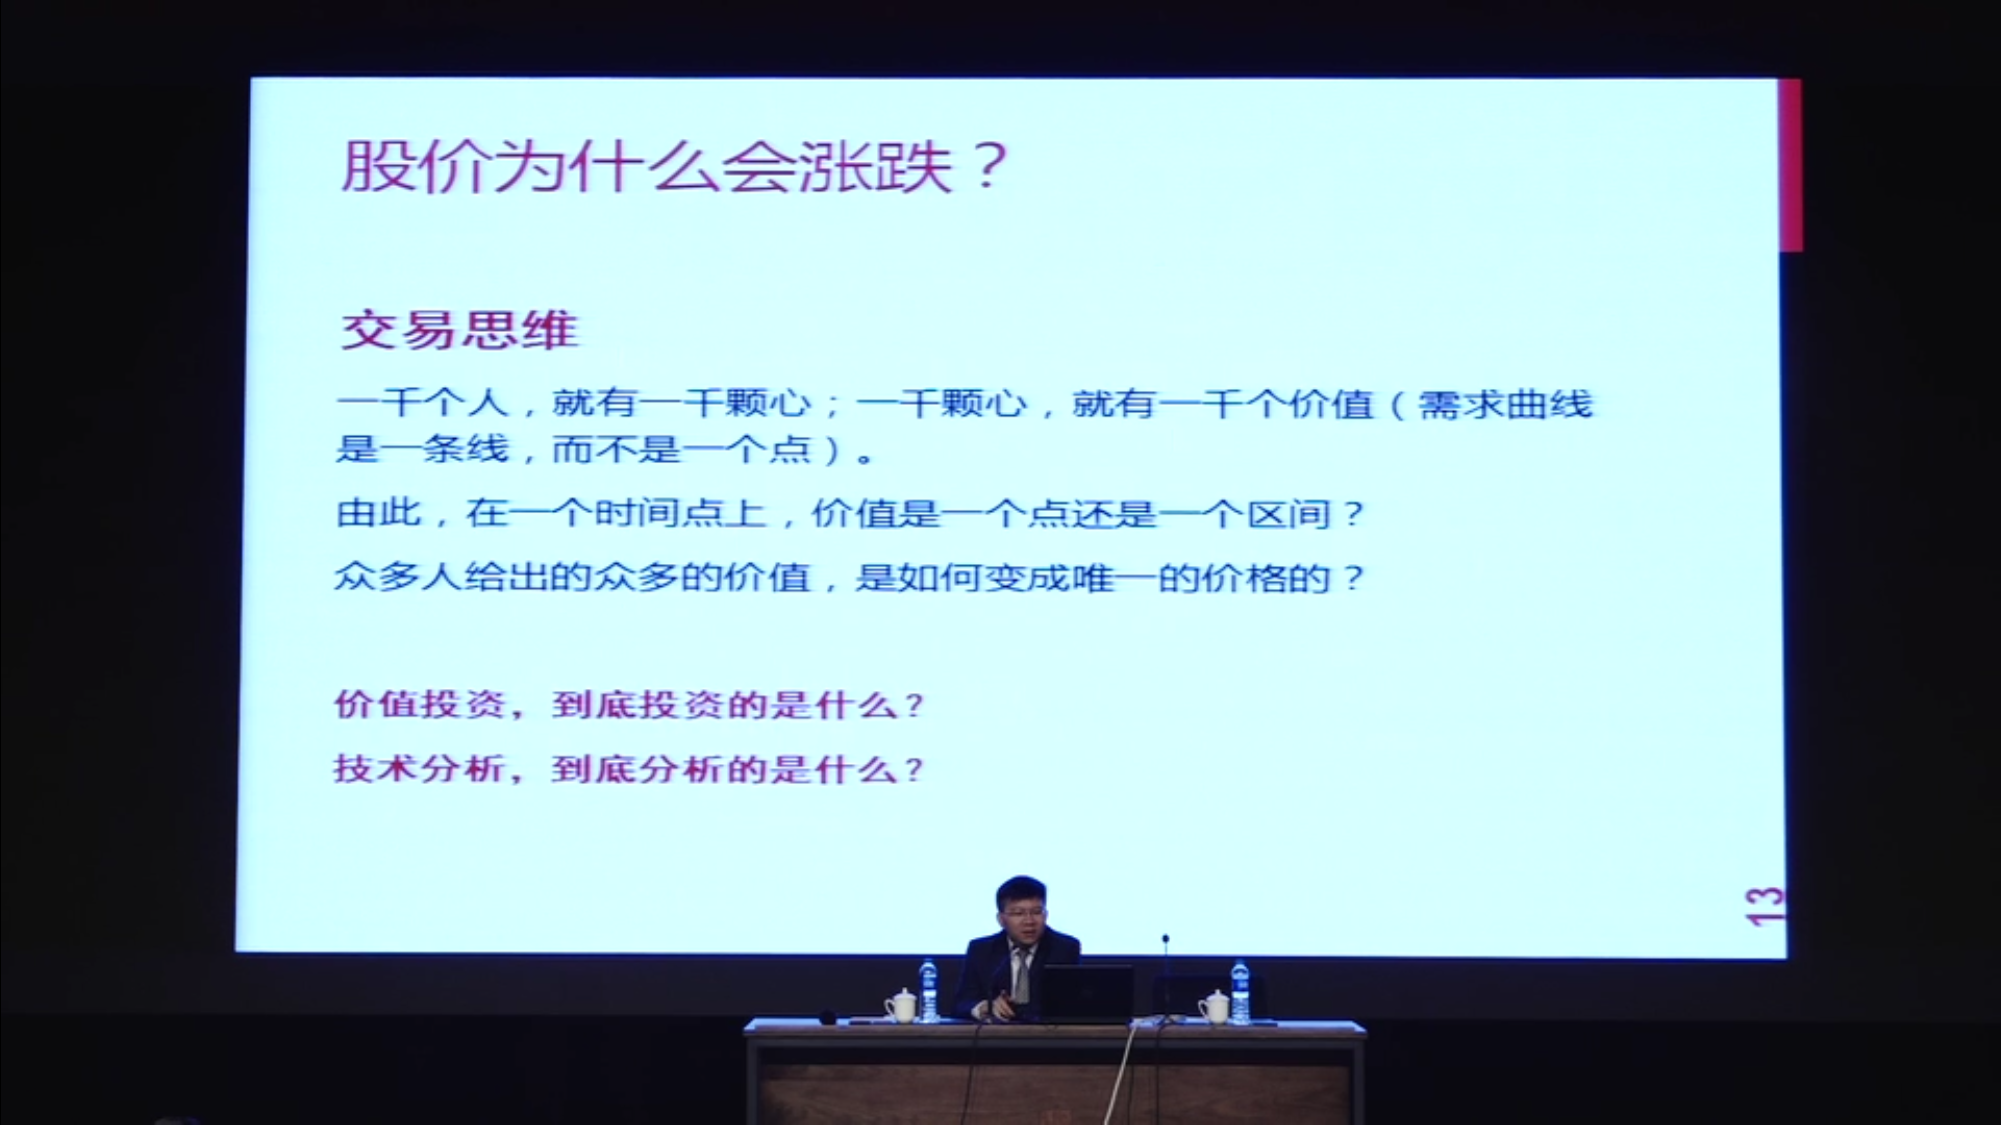 股价为什么会涨跌？
交易思维
一千个人，就有一千颗心；一千颗心，就有一千个价值（需求曲线
是一条线，而不是一个点）。
由此，在一个时间点上，价值是一个点还是一个区间？
众多人给出的众多的价值，是如何变成唯一的价格的？
价值投资，到底投资的是什么？
技术分析，到底分析的是什么？
13